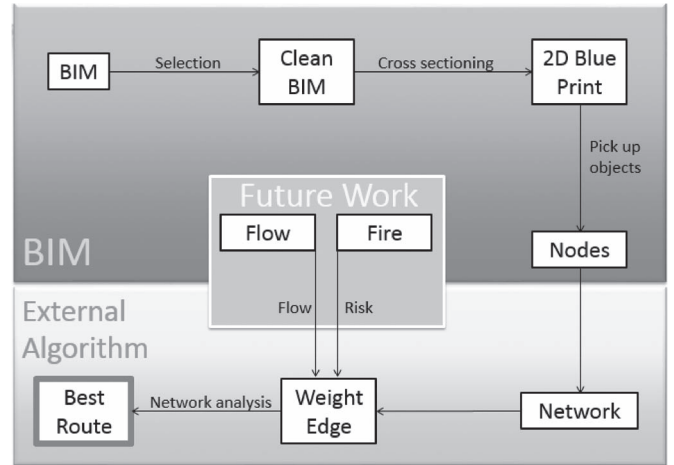 BIM
Selection
Clean
BIM
Cross sectioning
2D Blue
Print
Pick up
objects
Future Work
Flow
Fire
Nodes
BIM
Flow
Risk
External
Algorithm
Best
Route
Network analysis
Weight
Edge
Network